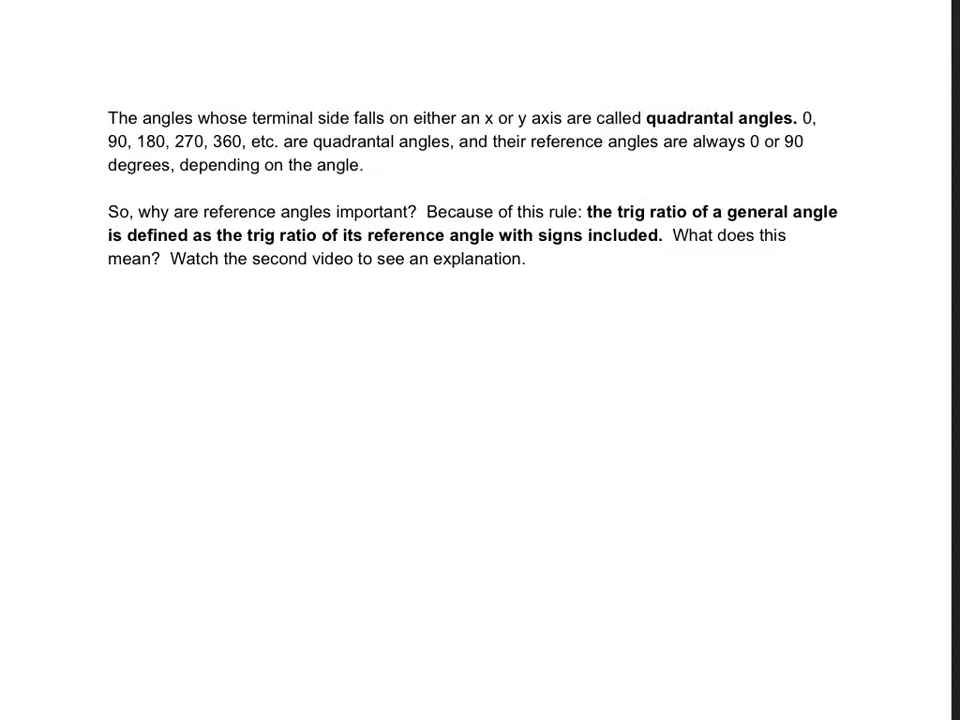 The angles whose terminal side falls on either an x or y axis are called quadrantal angles. 0,
90, 180, 270, 360, etc. are quadrantal angles, and their reference angles are always 0 or 90
degrees, depending on the angle.
So, why are reference angles important?  Because of this rule: the trig ratio of a general angle
is defined as the trig ratio of its reference angle with signs included.  What does this
mean?  Watch the second video to see an explanation.